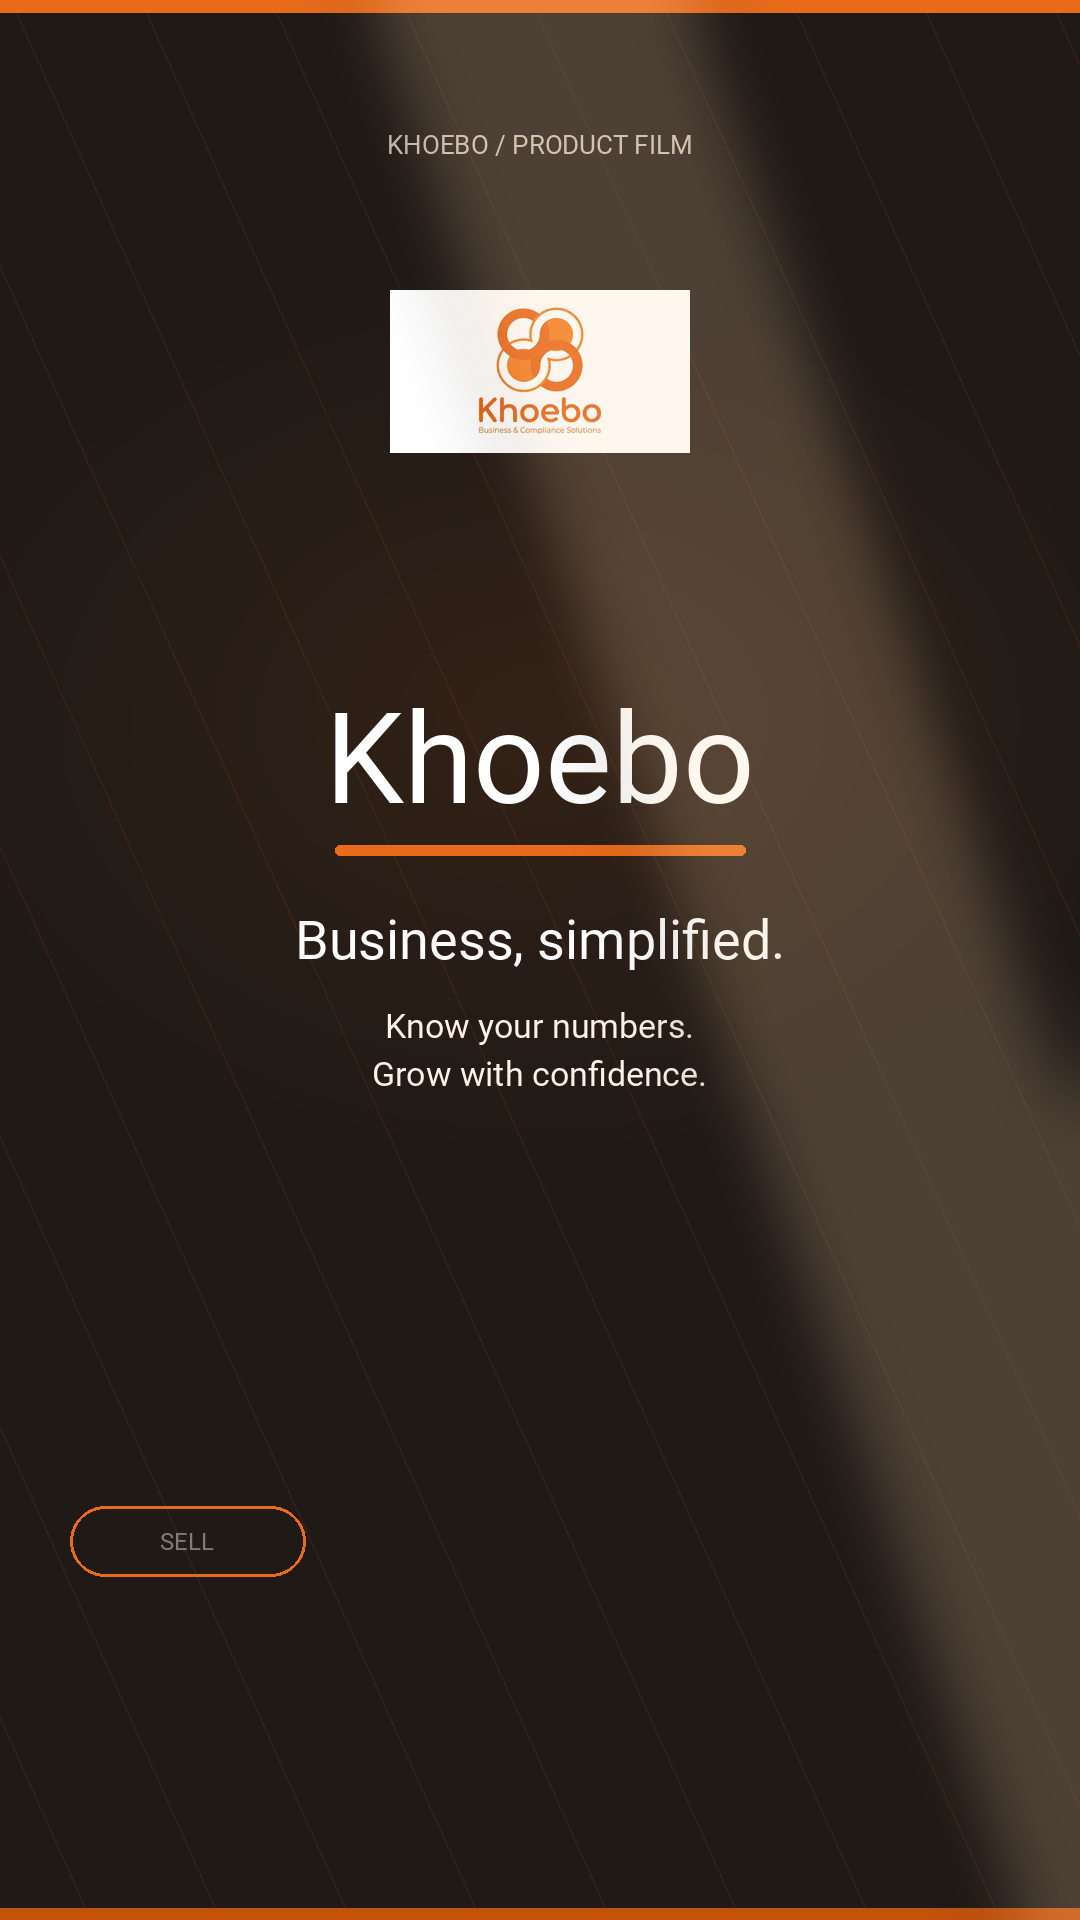 KHOEBO / PRODUCT FILM
Khoebo
Business & Compliance Solutions
Khoebo
Business, simplified.
Know your numbers.
Grow with confidence.
SELL